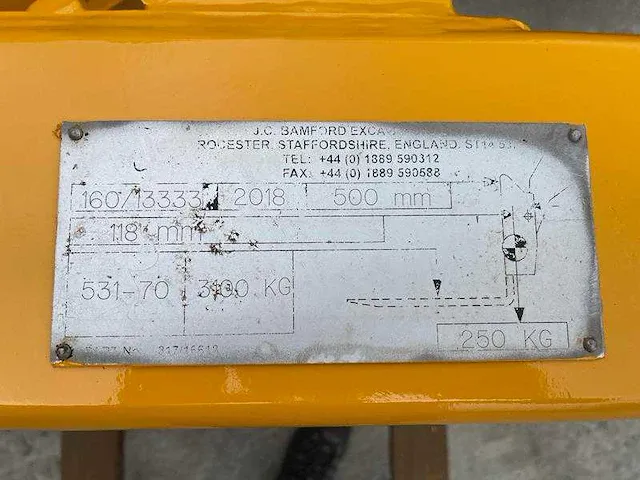 J.C. BAMFORD
ROCESTER, STAFFORDSHIRE, ENGLAND, ST14
TEL: +44 (0) 1889 590312
FAX: +44 (0) 1889 590588
160/13333 2018 500 mm
118 mm
531-70 3100 KG
250 KG